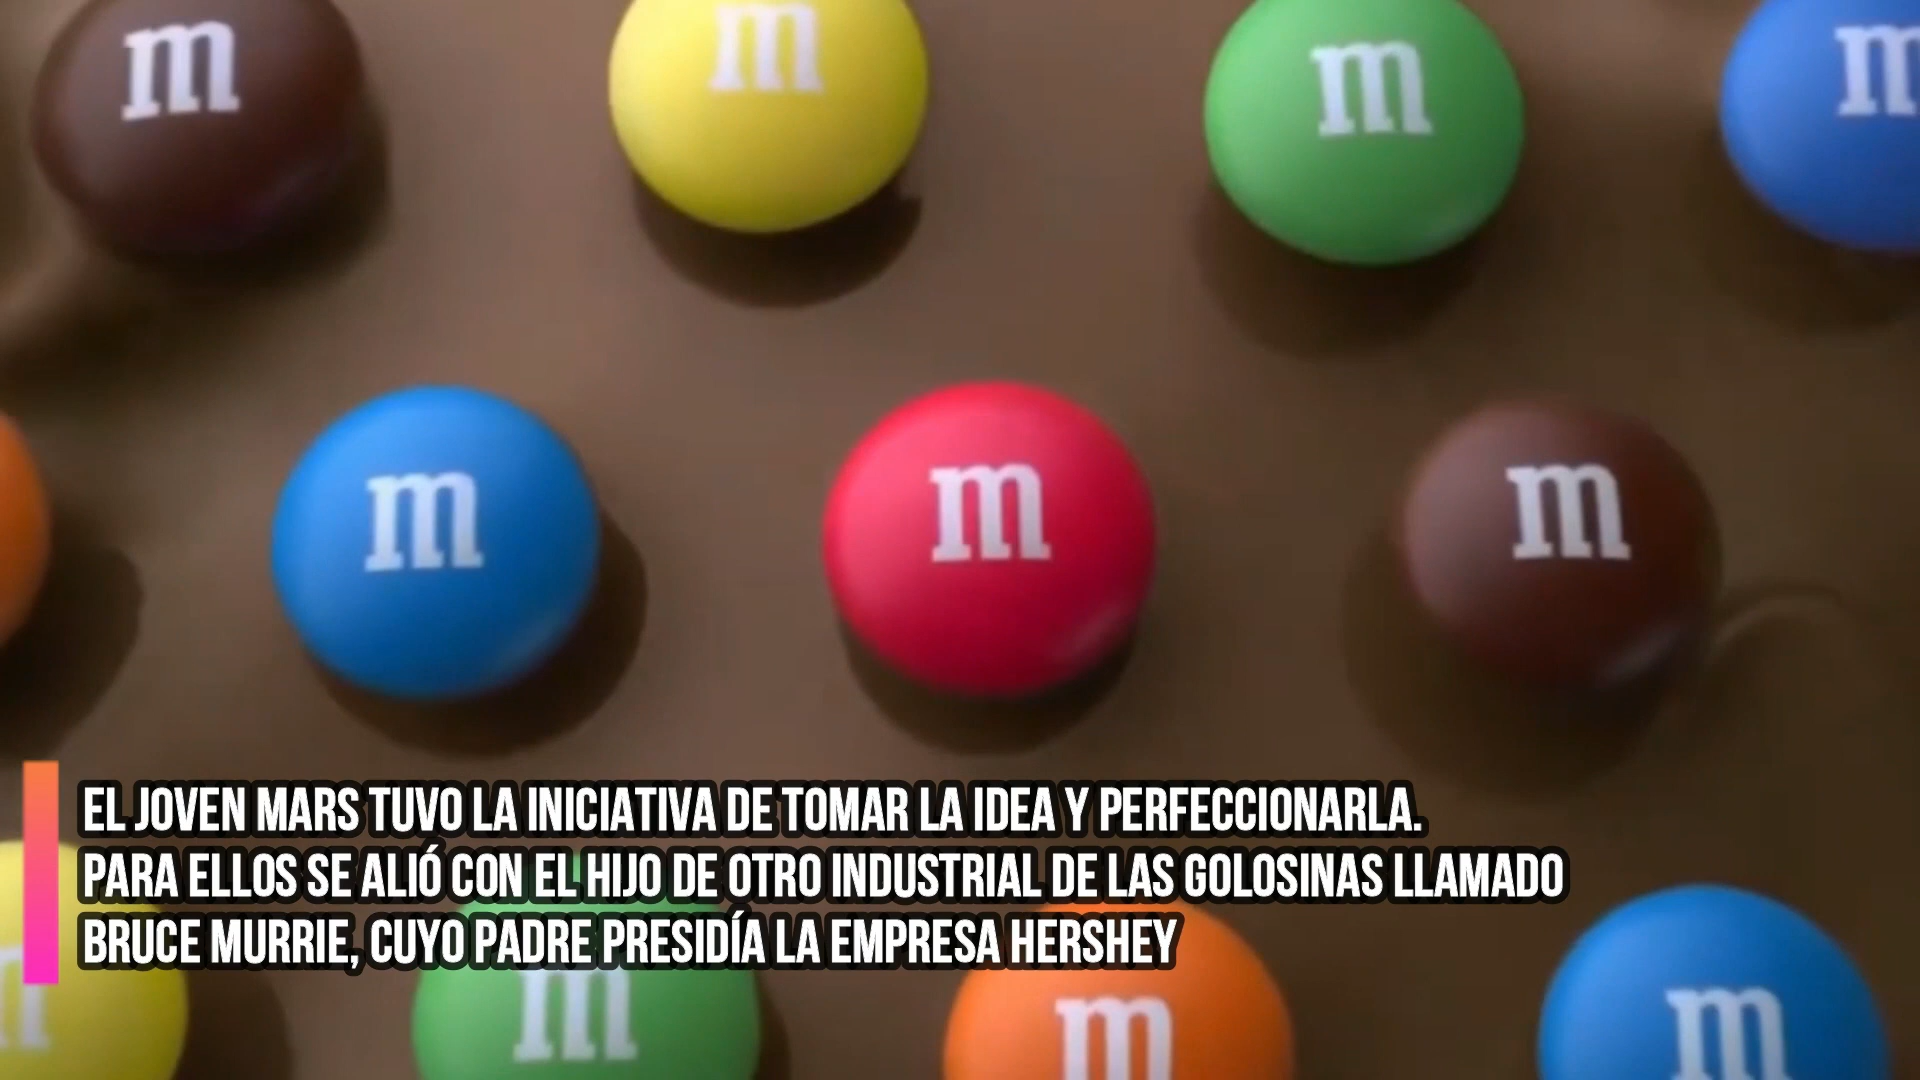 m m m m
m m m
EL JOVEN MARS TUVO LA INICIATIVA DE TOMAR LA IDEA Y PERFECCIONARLA.
PARA ELLOS SE ALIÓ CON EL HIJO DE OTRO INDUSTRIAL DE LAS GOLOSINAS LLAMADO
BRUCE MURRIE, CUYO PADRE PRESIDÍA LA EMPRESA HERSHEY
m m m m